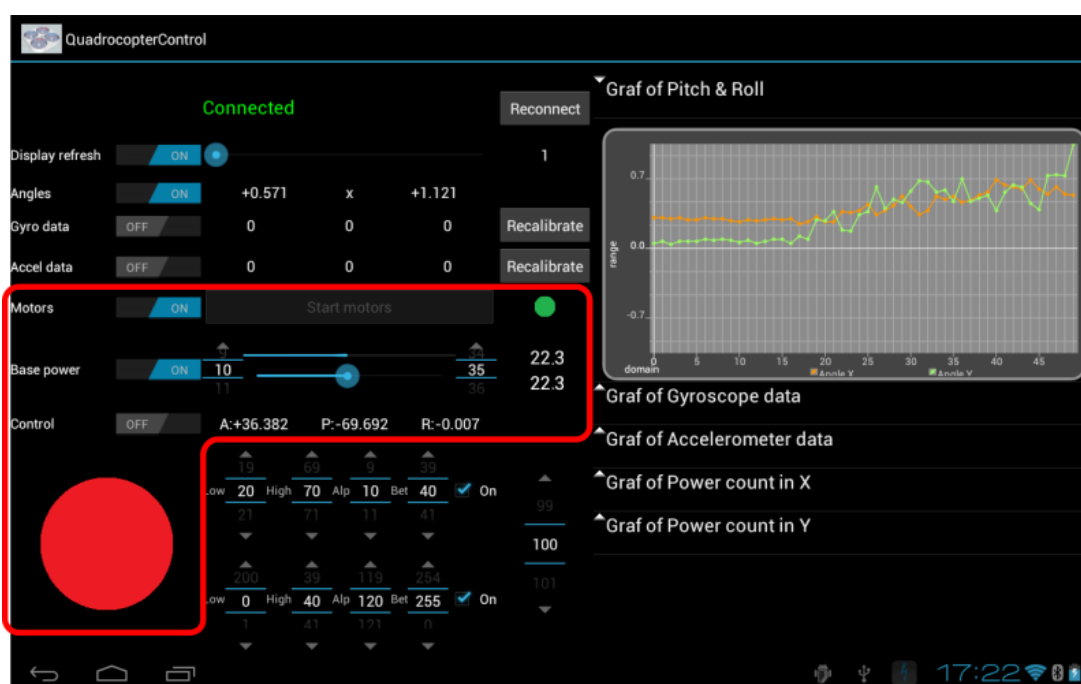 QuadrocopterControl
Connected
Reconnect
Display refresh ON 1
Angles ON +0.571 x +1.121
Gyro data OFF 0 0 0 Recalibrate
Accel data OFF 0 0 0 Recalibrate
Motors ON Start motors
9 34
Base power ON 10 35 22.3
11 36 22.3
Control OFF A:+36.382 P:-69.692 R:-0.007
19 69 9 39
Low 20 High 70 Alp 10 Bet 40 On
21 71 11 41
99
100
101
200 39 119 254
Low 0 High 40 Alp 120 Bet 255 On
1 41 121 0
Graf of Pitch & Roll
0.7
0.0
-0.7
range
domain
0 5 10 15 20 25 30 35 40 45
Angle X Angle Y
Graf of Gyroscope data
Graf of Accelerometer data
Graf of Power count in X
Graf of Power count in Y
17:22